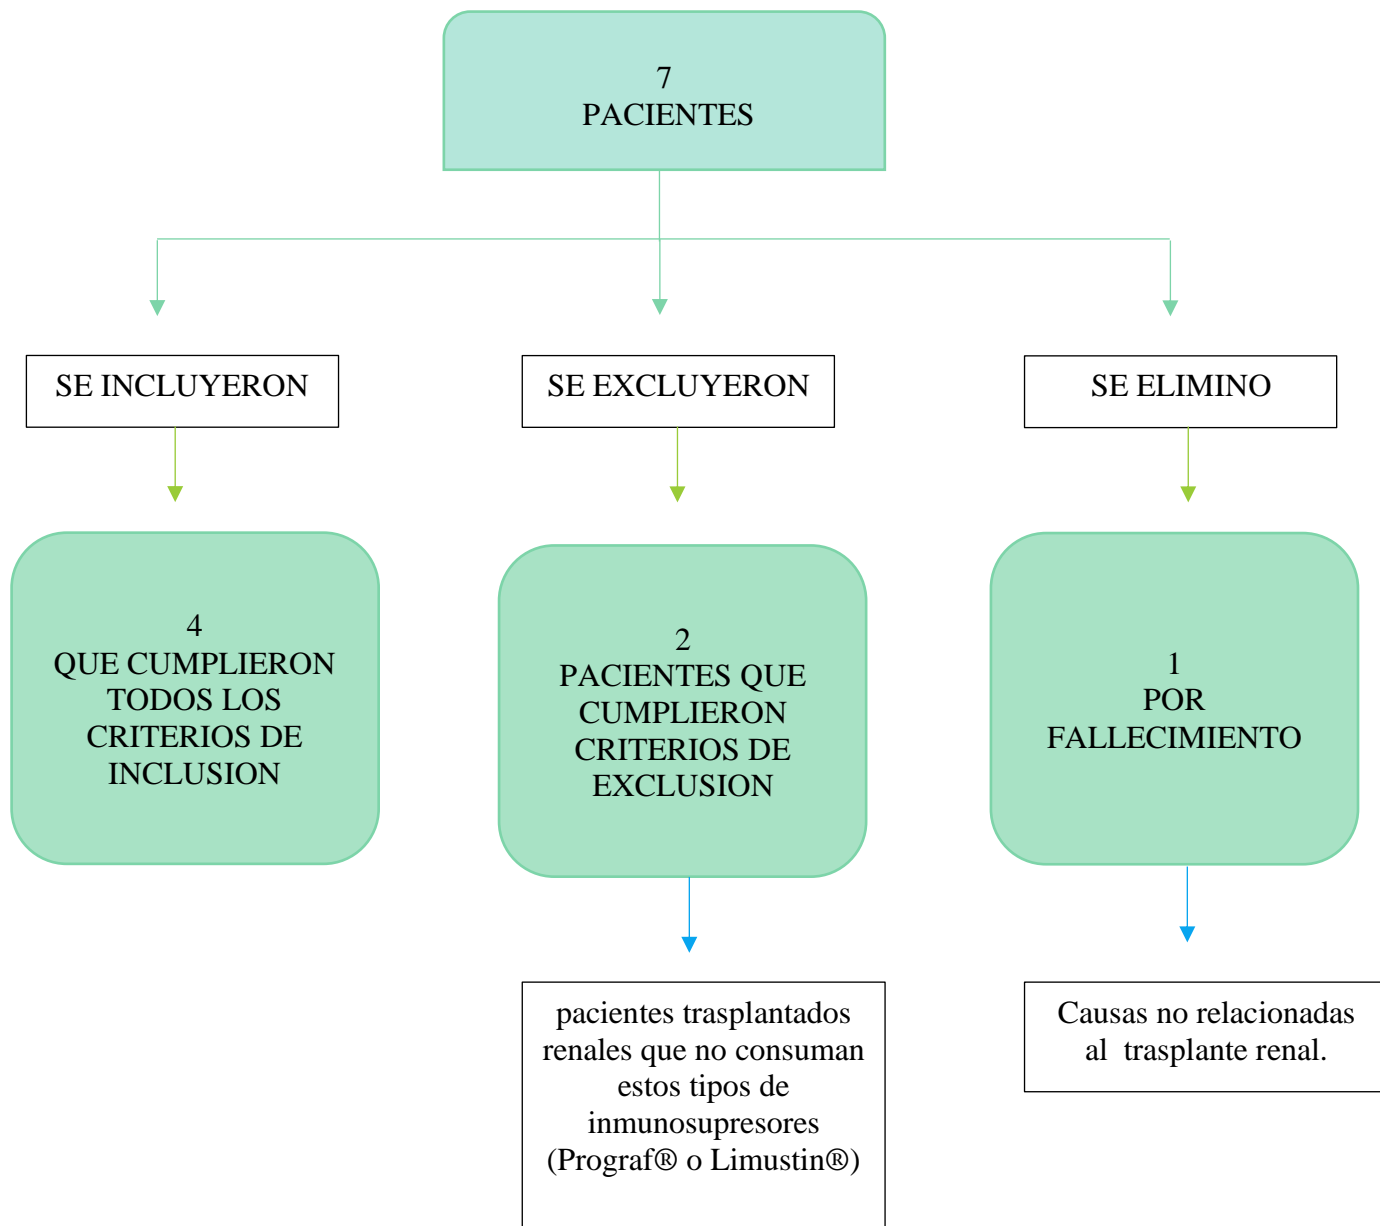 7
PACIENTES
SE INCLUYERON
SE EXCLUYERON
SE ELIMINO
4
QUE CUMPLIERON
TODOS LOS
CRITERIOS DE
INCLUSION
2
PACIENTES QUE
CUMPLIERON
CRITERIOS DE
EXCLUSION
1
POR
FALLECIMIENTO
pacientes trasplantados
renales que no consuman
estos tipos de
inmunosupresores
(Prograf® o Limustin®)
Causas no relacionadas
al trasplante renal.